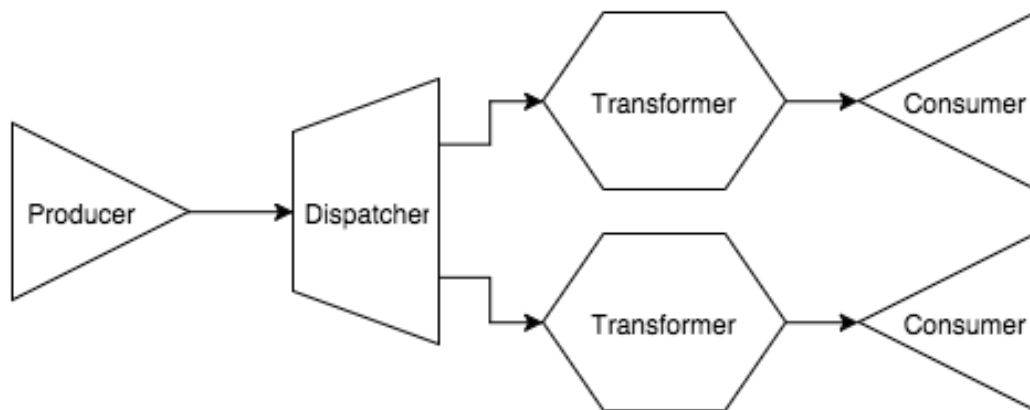 Producer
Dispatcher
Transformer
Consumer
Transformer
Consumer